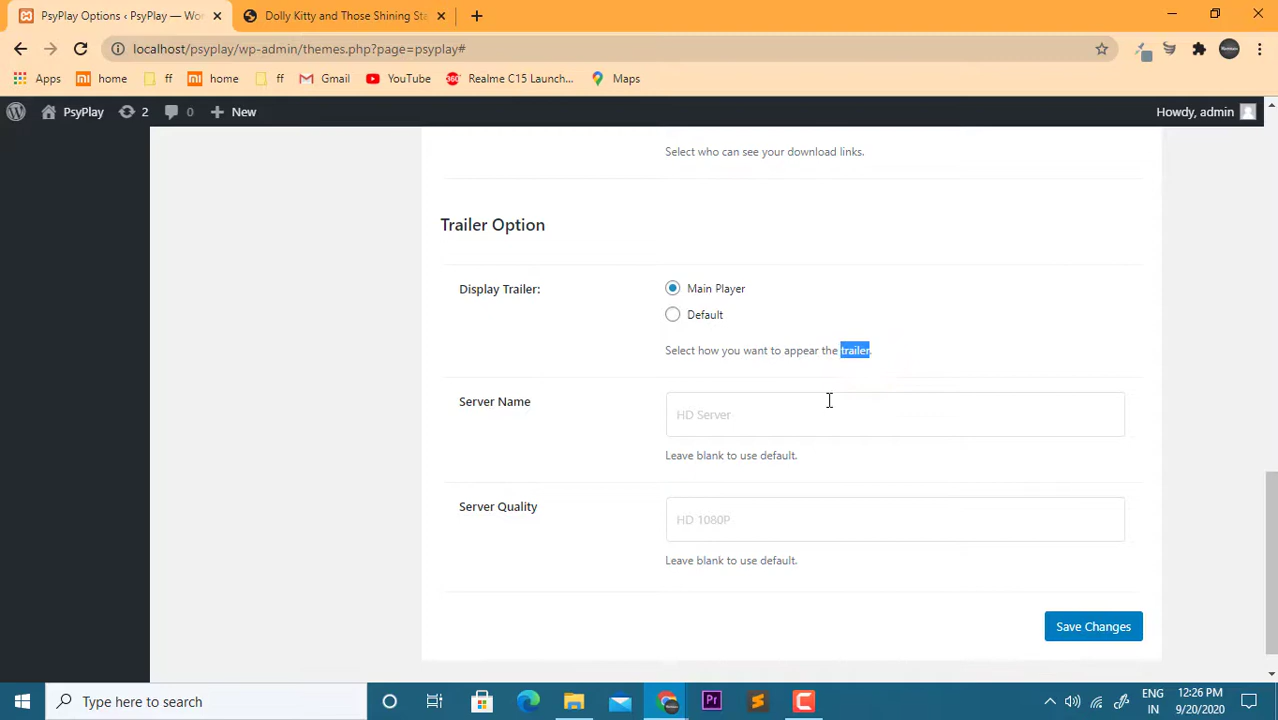 PsyPlay Options ‹ PsyPlay — Wor
Dolly Kitty and Those Shining Sta
localhost/psyplay/wp-admin/themes.php?page=psyplay#
Apps
home
ff
home
ff
Gmail
YouTube
Realme C15 Launch...
Maps
PsyPlay
2
0
New
Howdy, admin
Select who can see your download links.
Trailer Option
Display Trailer:
Main Player
Default
Select how you want to appear the trailer.
Server Name
HD Server
Leave blank to use default.
Server Quality
HD 1080P
Leave blank to use default.
Save Changes
Type here to search
Pr
ENG
IN
12:26 PM
9/20/2020